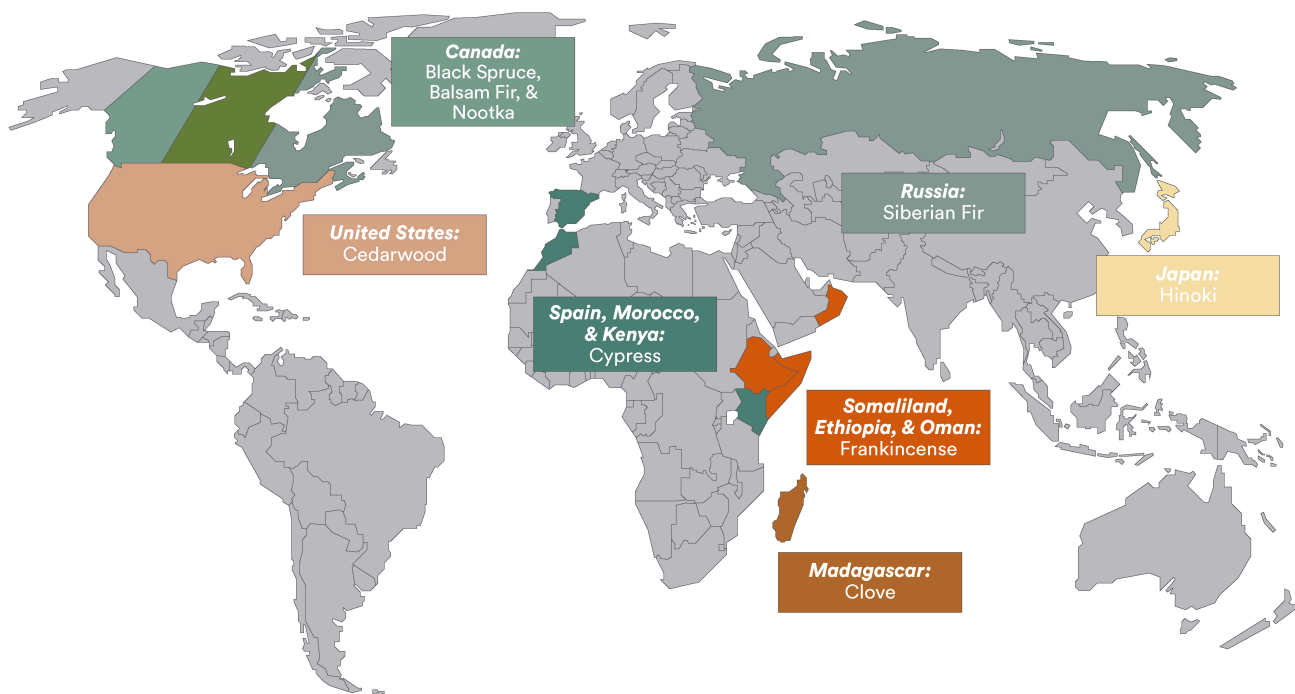 Canada:
Black Spruce,
Balsam Fir, &
Nootka
Russia:
Siberian Fir
United States:
Cedarwood
Japan:
Hinoki
Spain, Morocco,
& Kenya:
Cypress
Somaliland,
Ethiopia, & Oman:
Frankincense
Madagascar:
Clove